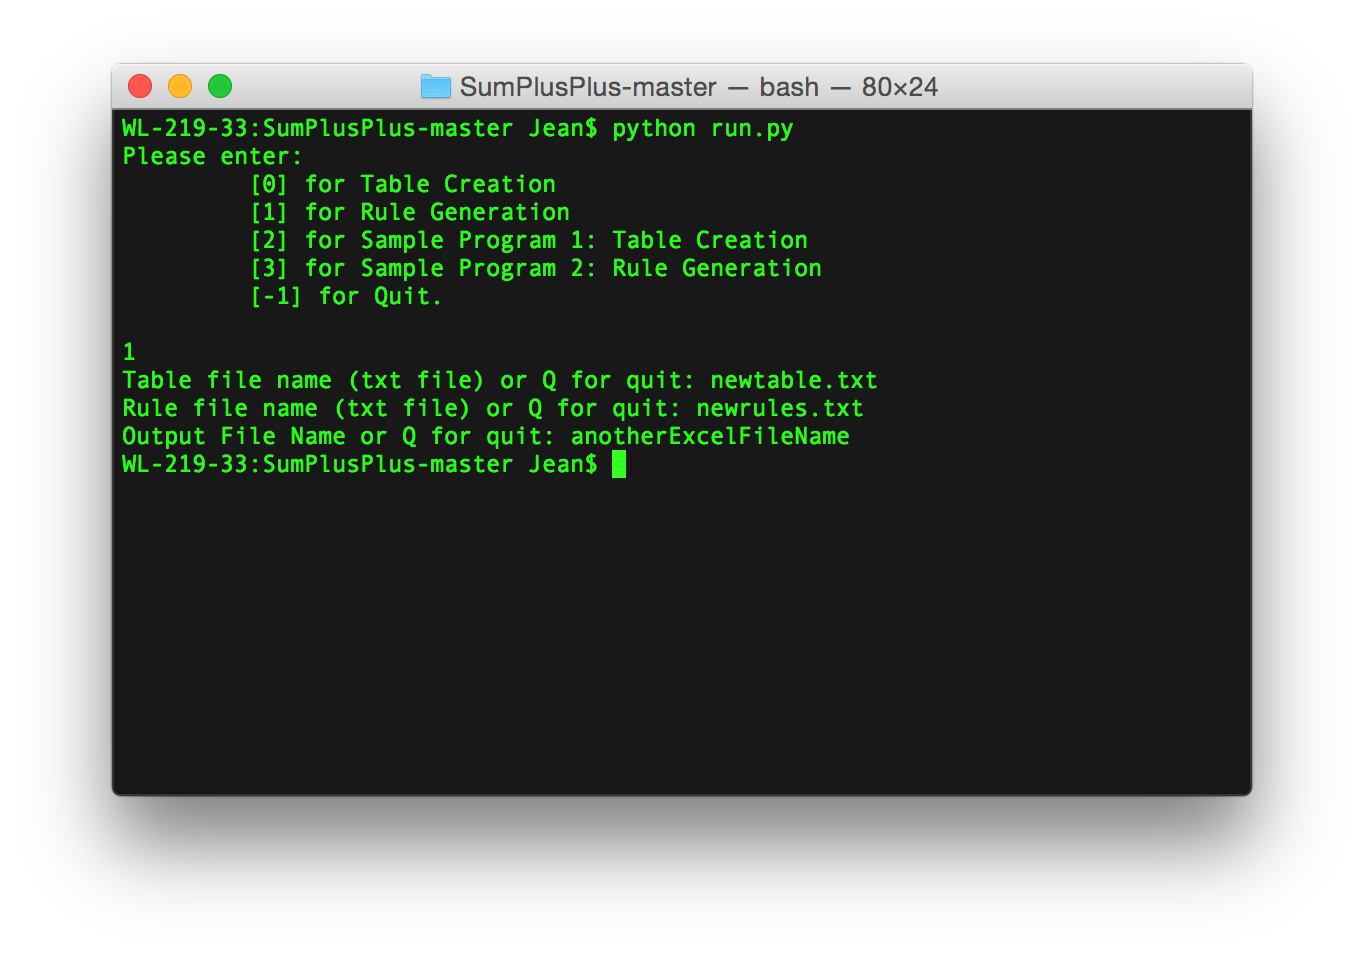 SumPlusPlus-master — bash — 80×24
WL-219-33:SumPlusPlus-master Jean$ python run.py
Please enter:
[0] for Table Creation
[1] for Rule Generation
[2] for Sample Program 1: Table Creation
[3] for Sample Program 2: Rule Generation
[-1] for Quit.
1
Table file name (txt file) or Q for quit: newtable.txt
Rule file name (txt file) or Q for quit: newrules.txt
Output File Name or Q for quit: anotherExcelFileName
WL-219-33:SumPlusPlus-master Jean$